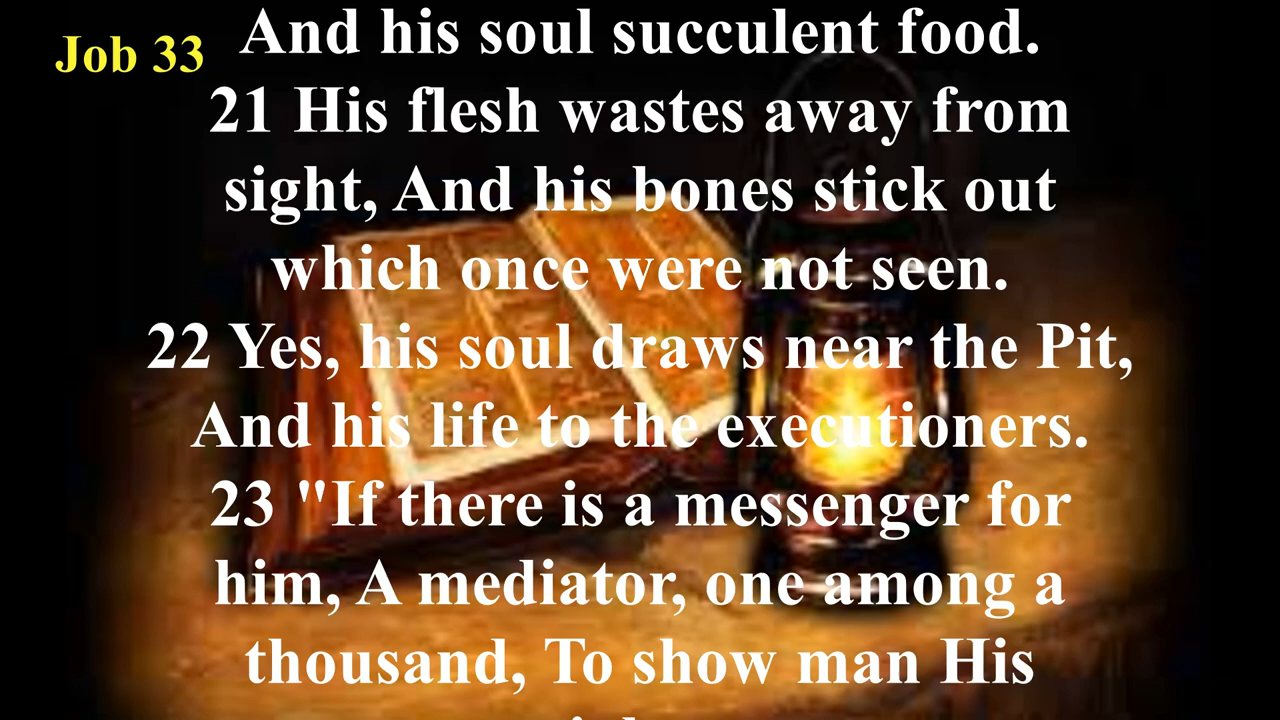 Job 33
And his soul succulent food.
21 His flesh wastes away from
sight, And his bones stick out
which once were not seen.
22 Yes, his soul draws near the Pit,
And his life to the executioners.
23 "If there is a messenger for
him, A mediator, one among a
thousand, To show man His